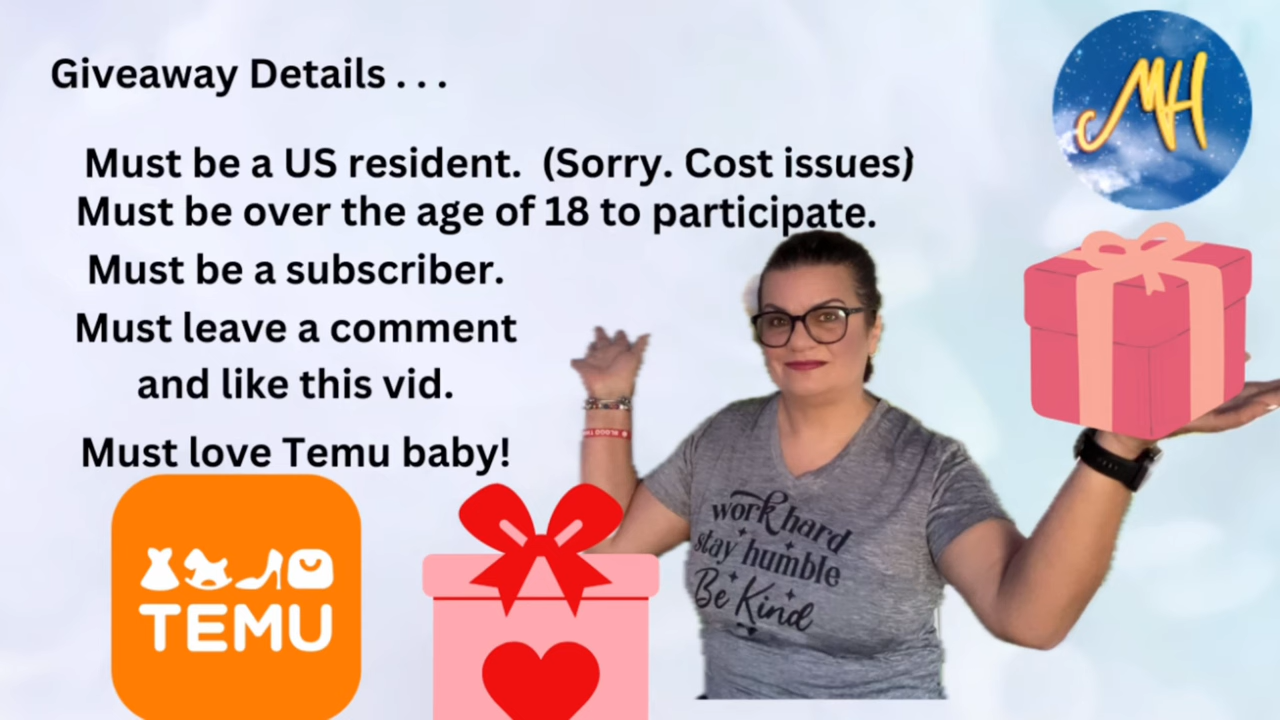 Giveaway Details . . .
MH
Must be a US resident.  (Sorry. Cost issues)
Must be over the age of 18 to participate.
Must be a subscriber.
Must leave a comment
and like this vid.
Must love Temu baby!
TEMU
work hard
stay humble
Be Kind